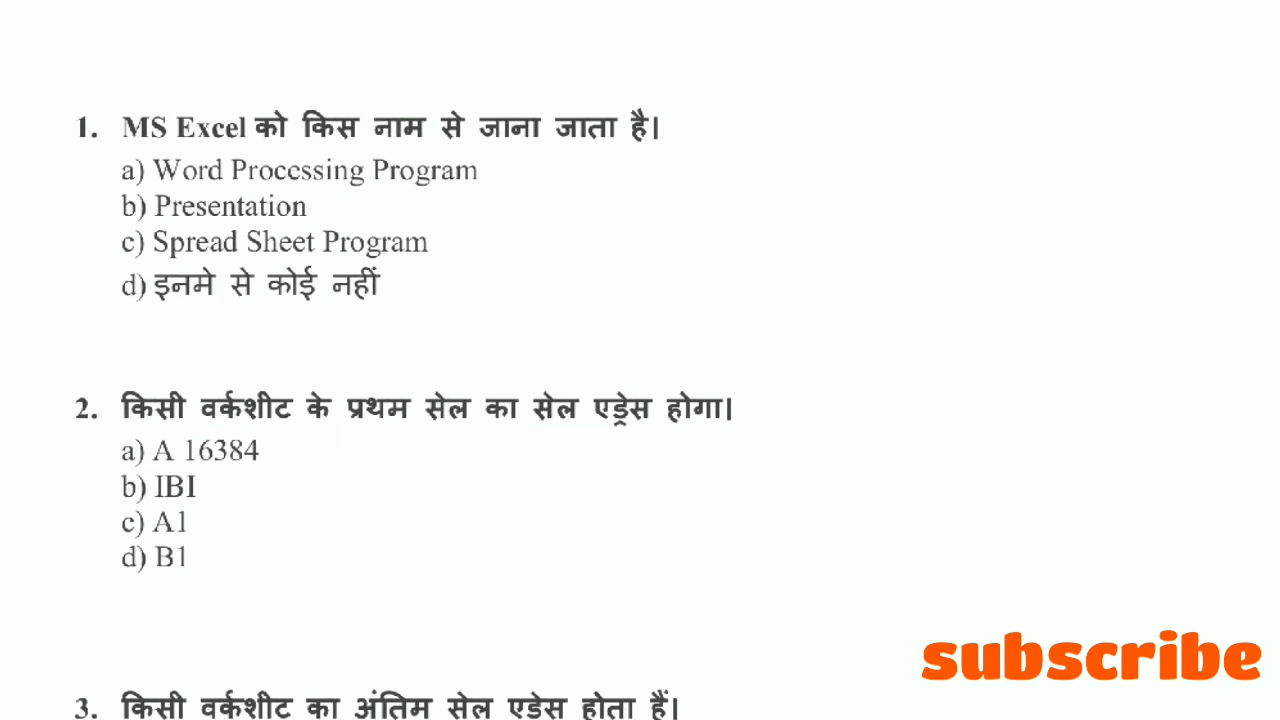 1. MS Excel को किस नाम से जाना जाता है।
a) Word Processing Program
b) Presentation
c) Spread Sheet Program
d) इनमे से कोई नहीं
2. किसी वर्कशीट के प्रथम सेल का सेल एड्रेस होगा।
a) A 16384
b) IBI
c) A1
d) B1
subscribe
3. किसी वर्कशीट का अंतिम सेल एड्रेस होता हैं।